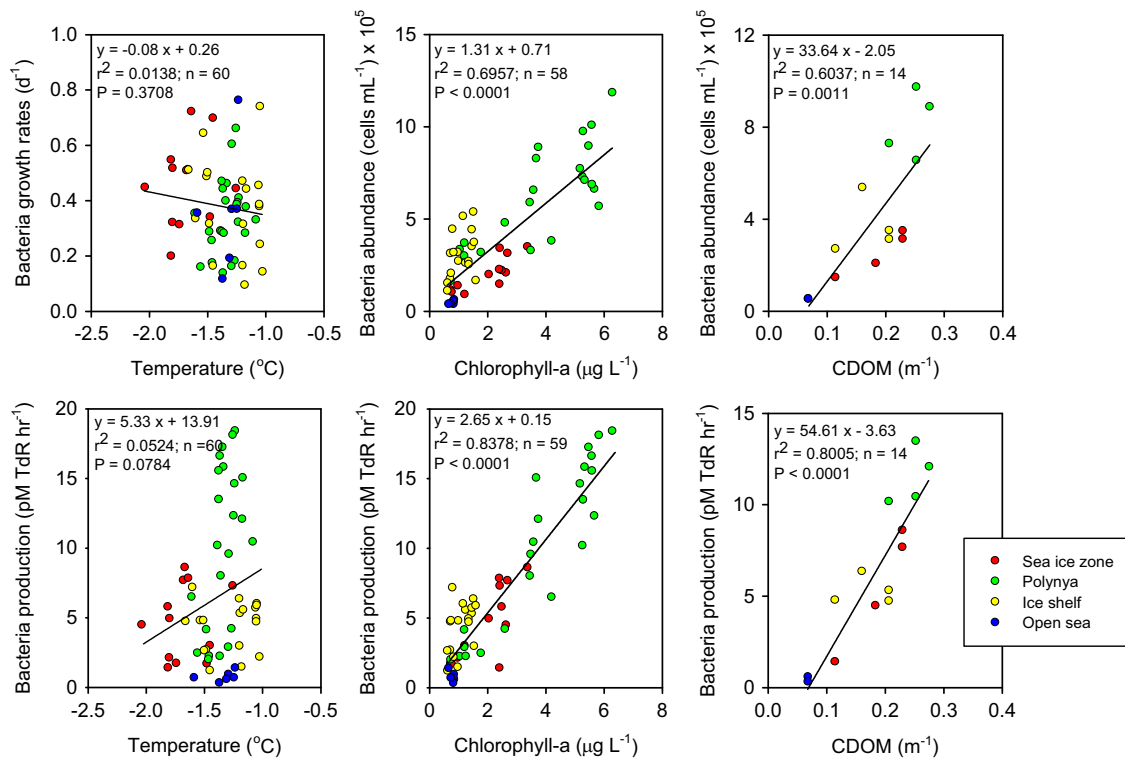 y = -0.08 x + 0.26
r² = 0.0138; n = 60
P = 0.3708
Bacteria growth rates (d⁻¹)
1.0
0.8
0.6
0.4
0.2
0.0
-2.5
-2.0
-1.5
-1.0
-0.5
Temperature (°C)
y = 1.31 x + 0.71
r² = 0.6957; n = 58
P < 0.0001
Bacteria abundance (cells mL⁻¹) x 10⁵
15
10
5
0
0
2
4
6
8
Chlorophyll-a (μg L⁻¹)
y = 33.64 x - 2.05
r² = 0.6037; n = 14
P = 0.0011
Bacteria abundance (cells mL⁻¹) x 10⁵
12
8
4
0
0.0
0.1
0.2
0.3
0.4
CDOM (m⁻¹)
y = 5.33 x + 13.91
r² = 0.0524; n =60
P = 0.0784
Bacteria production (pM TdR hr⁻¹)
20
15
10
5
0
-2.5
-2.0
-1.5
-1.0
-0.5
Temperature (°C)
y = 2.65 x + 0.15
r² = 0.8378; n = 59
P < 0.0001
Bacteria production (pM TdR hr⁻¹)
20
15
10
5
0
0
2
4
6
8
Chlorophyll-a (μg L⁻¹)
y = 54.61 x - 3.63
r² = 0.8005; n = 14
P < 0.0001
Bacteria production (pM TdR hr⁻¹)
15
10
5
0
0.0
0.1
0.2
0.3
0.4
CDOM (m⁻¹)
Sea ice zone
Polynya
Ice shelf
Open sea